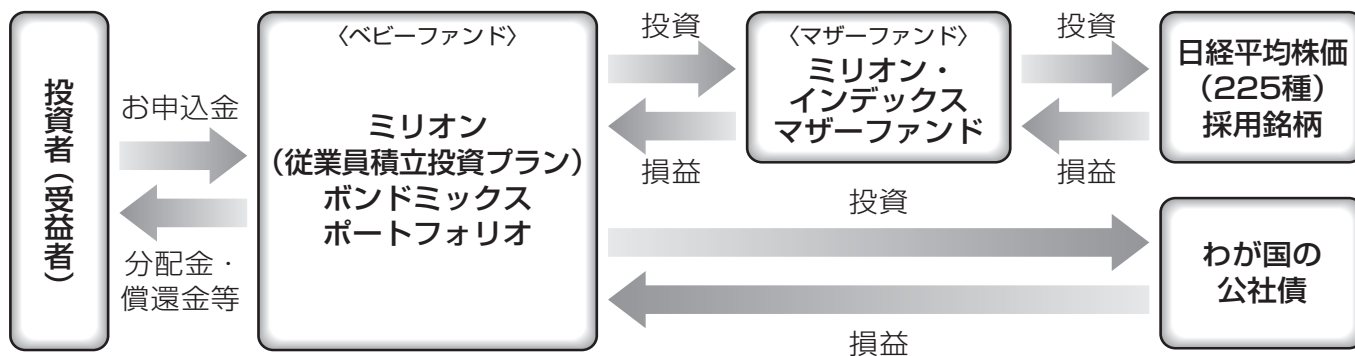 投資者（受益者）
お申込金
分配金・
償還金等
〈ベビーファンド〉
ミリオン
（従業員積立投資プラン）
ボンドミックス
ポートフォリオ
投資
損益
〈マザーファンド〉
ミリオン・
インデックス
マザーファンド
投資
損益
日経平均株価
（225種）
採用銘柄
投資
損益
わが国の
公社債